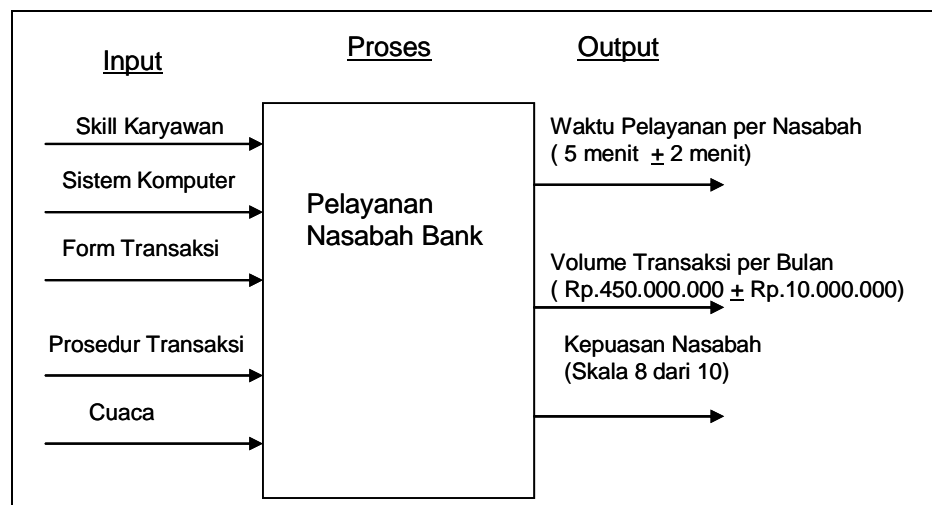 Input
Proses
Output
Skill Karyawan
Sistem Komputer
Form Transaksi
Prosedur Transaksi
Cuaca
Pelayanan
Nasabah Bank
Waktu Pelayanan per Nasabah
( 5 menit ± 2 menit)
Volume Transaksi per Bulan
( Rp.450.000.000 ± Rp.10.000.000)
Kepuasan Nasabah
(Skala 8 dari 10)